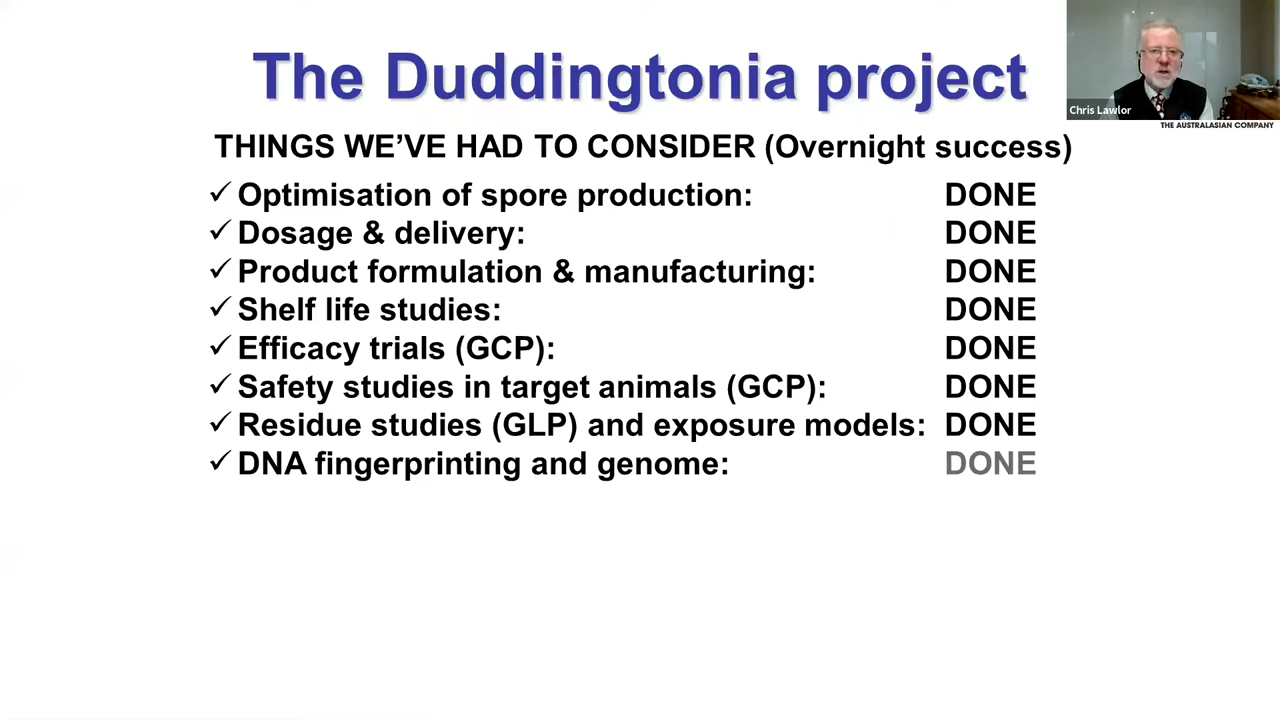 The Duddingtonia project
Chris Lawlor
THE AUSTRALASIAN COMPANY
THINGS WE’VE HAD TO CONSIDER (Overnight success)
✓ Optimisation of spore production: DONE
✓ Dosage & delivery: DONE
✓ Product formulation & manufacturing: DONE
✓ Shelf life studies: DONE
✓ Efficacy trials (GCP): DONE
✓ Safety studies in target animals (GCP): DONE
✓ Residue studies (GLP) and exposure models: DONE
✓ DNA fingerprinting and genome: DONE